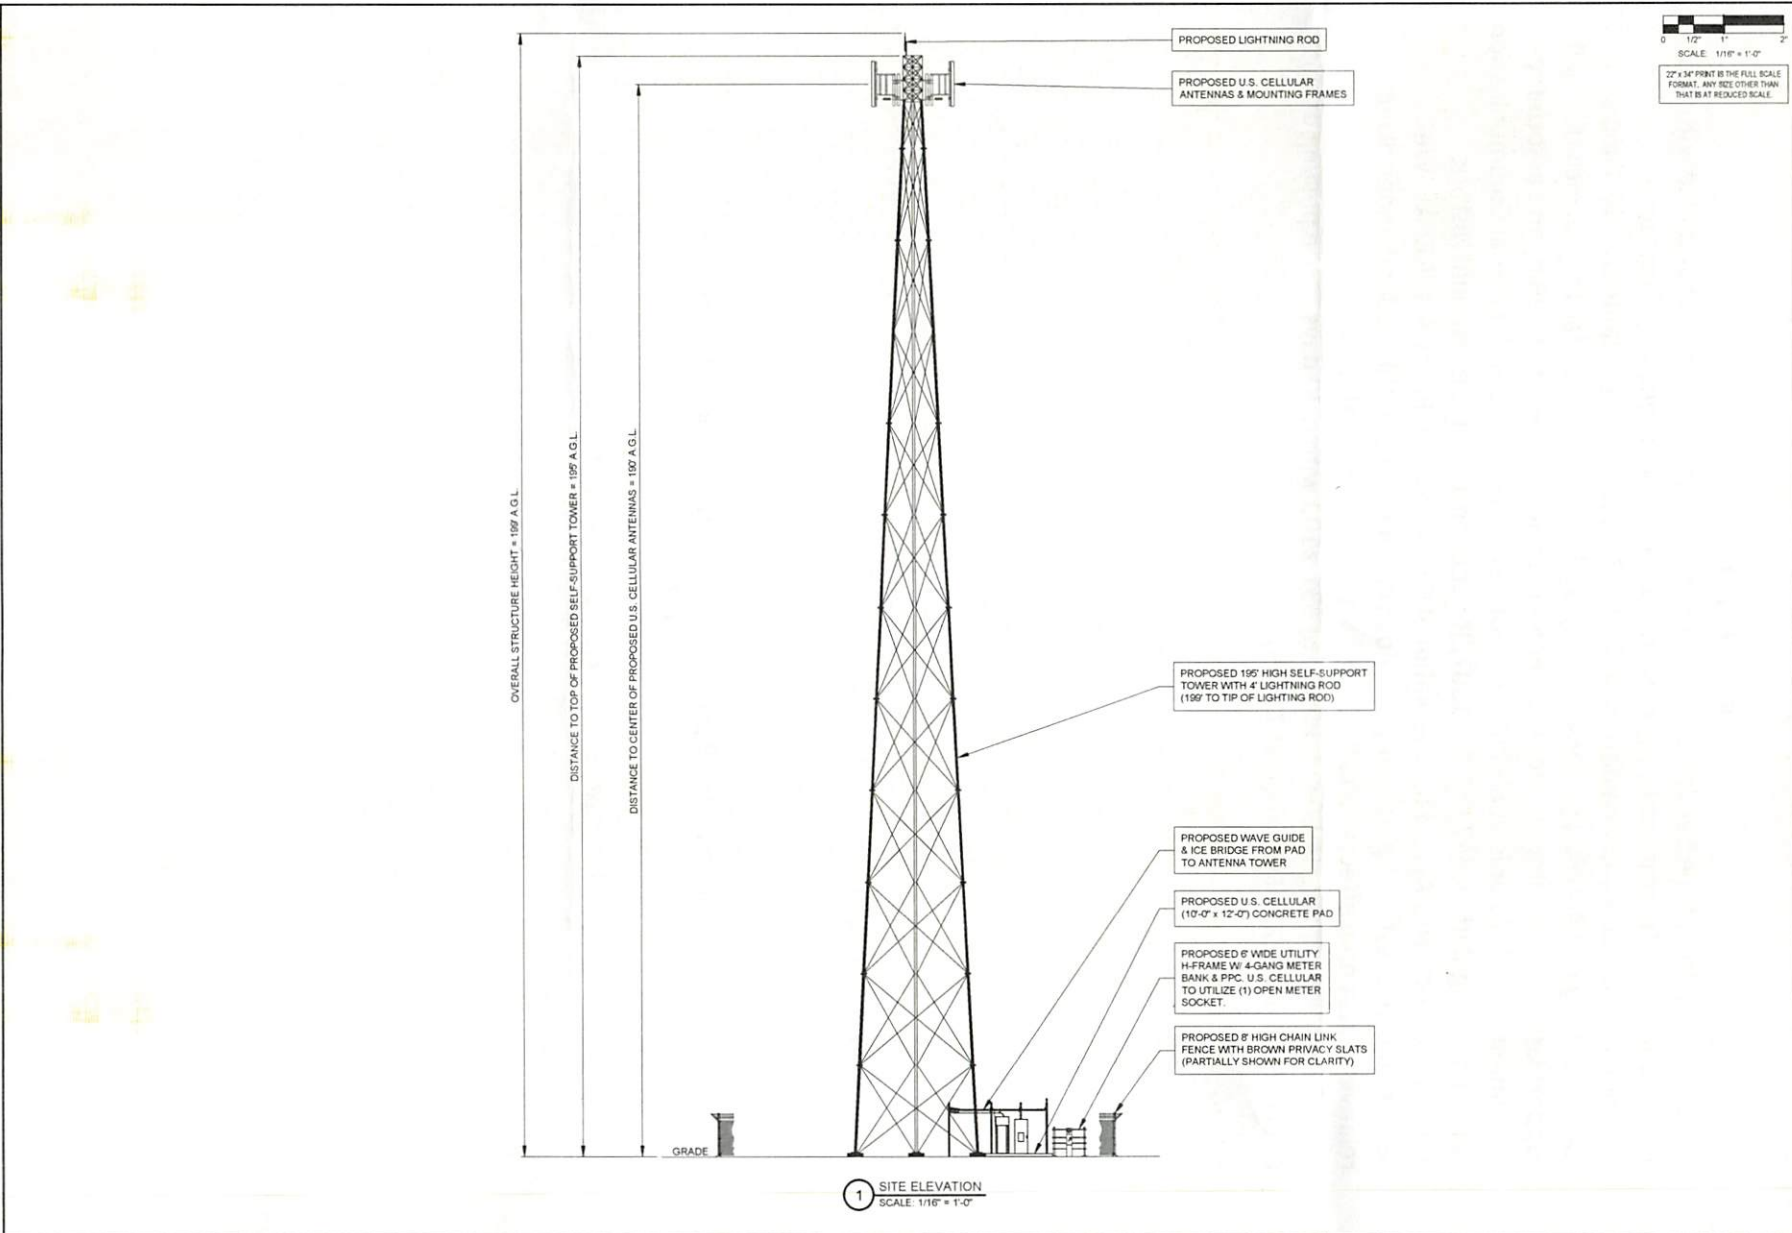 PROPOSED LIGHTNING ROD
PROPOSED U.S. CELLULAR
ANTENNAS & MOUNTING FRAMES
0 1/2" 1" 2"
SCALE: 1/16" = 1'-0"
22" x 34" PRINT IS THE FULL SCALE
FORMAT. ANY SIZE OTHER THAN
THAT IS AT REDUCED SCALE.
OVERALL STRUCTURE HEIGHT = 199' A.G.L.
DISTANCE TO TOP OF PROPOSED SELF-SUPPORT TOWER = 195' A.G.L.
DISTANCE TO CENTER OF PROPOSED U.S. CELLULAR ANTENNAS = 190' A.G.L.
PROPOSED 195' HIGH SELF-SUPPORT
TOWER WITH 4' LIGHTNING ROD
(199' TO TIP OF LIGHTING ROD)
PROPOSED WAVE GUIDE
& ICE BRIDGE FROM PAD
TO ANTENNA TOWER
PROPOSED U.S. CELLULAR
(10'-0" x 12'-0") CONCRETE PAD
PROPOSED 6' WIDE UTILITY
H-FRAME W/ 4-GANG METER
BANK & PPC. U.S. CELLULAR
TO UTILIZE (1) OPEN METER
SOCKET.
PROPOSED 8' HIGH CHAIN LINK
FENCE WITH BROWN PRIVACY SLATS
(PARTIALLY SHOWN FOR CLARITY)
GRADE
1 SITE ELEVATION
SCALE: 1/16" = 1'-0"